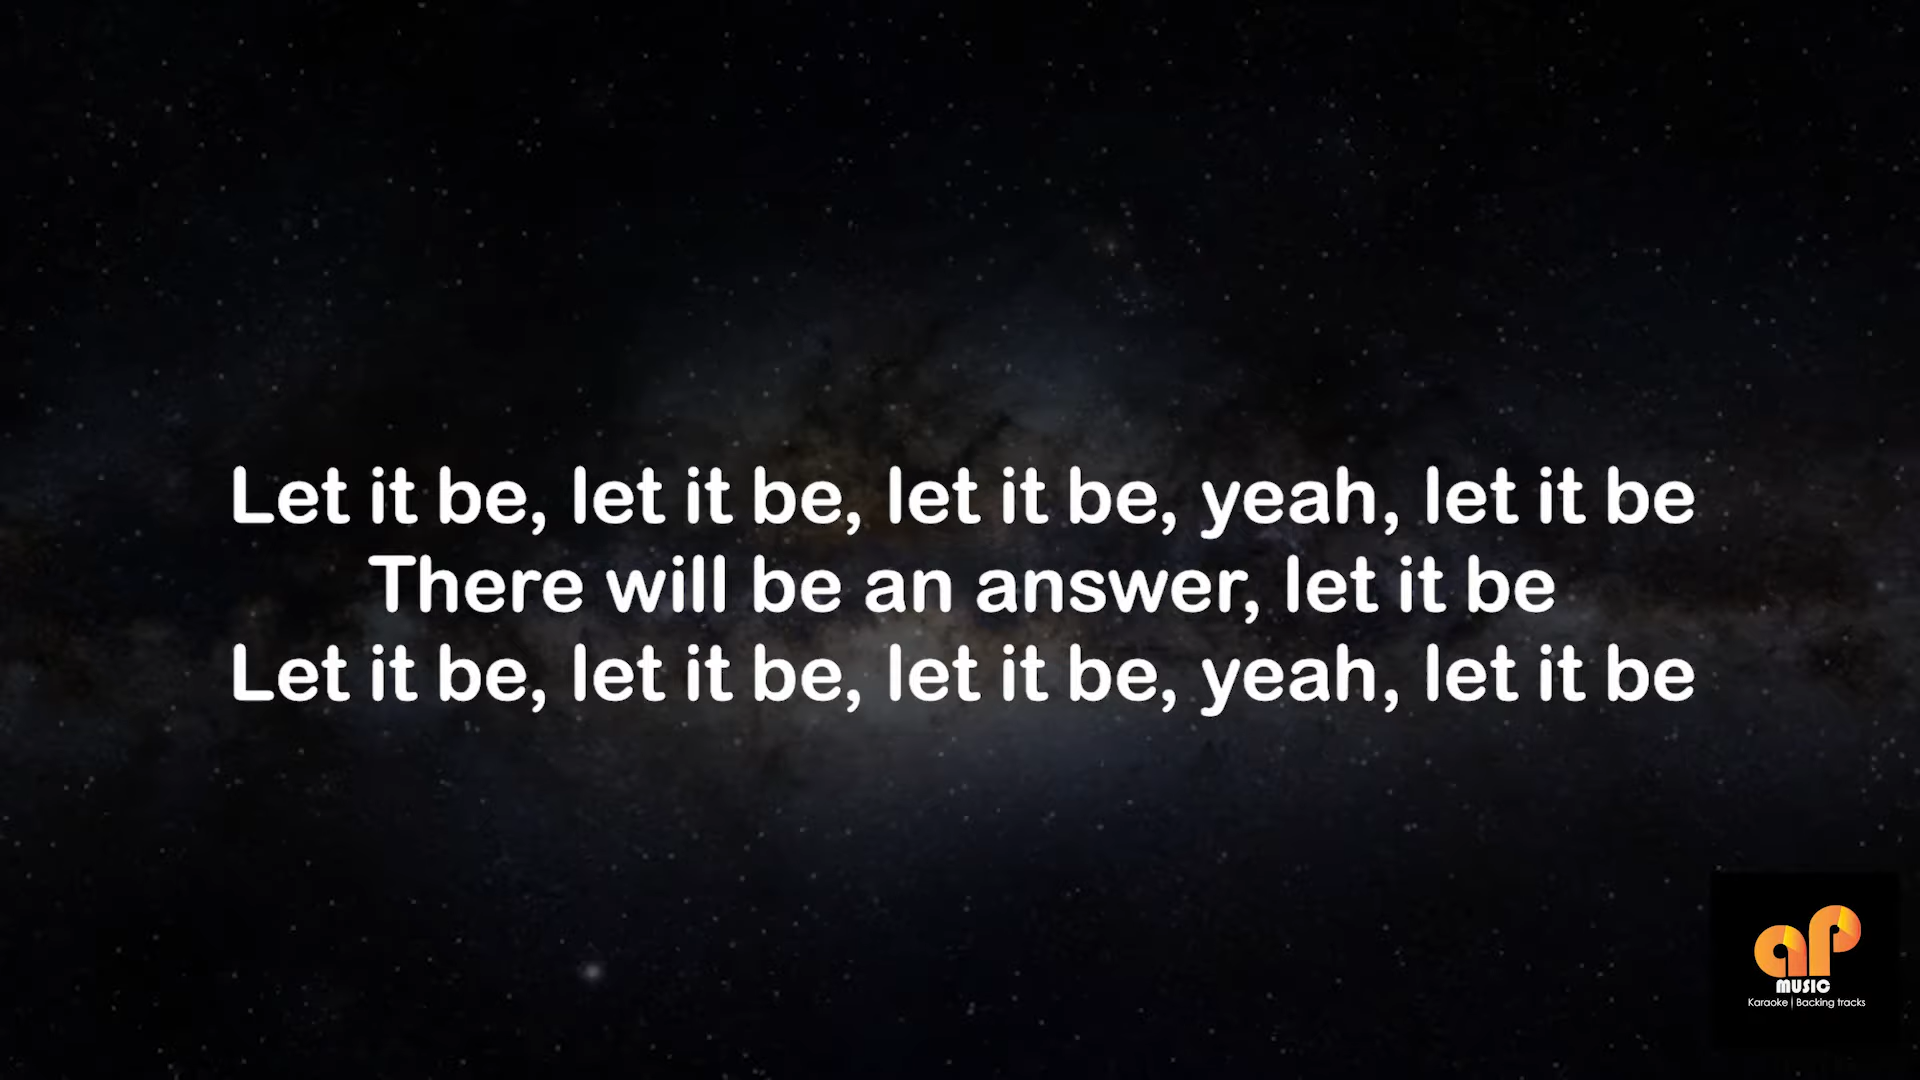 Let it be, let it be, let it be, yeah, let it be
There will be an answer, let it be
Let it be, let it be, let it be, yeah, let it be
aP
MUSIC
Karaoke | Backing tracks